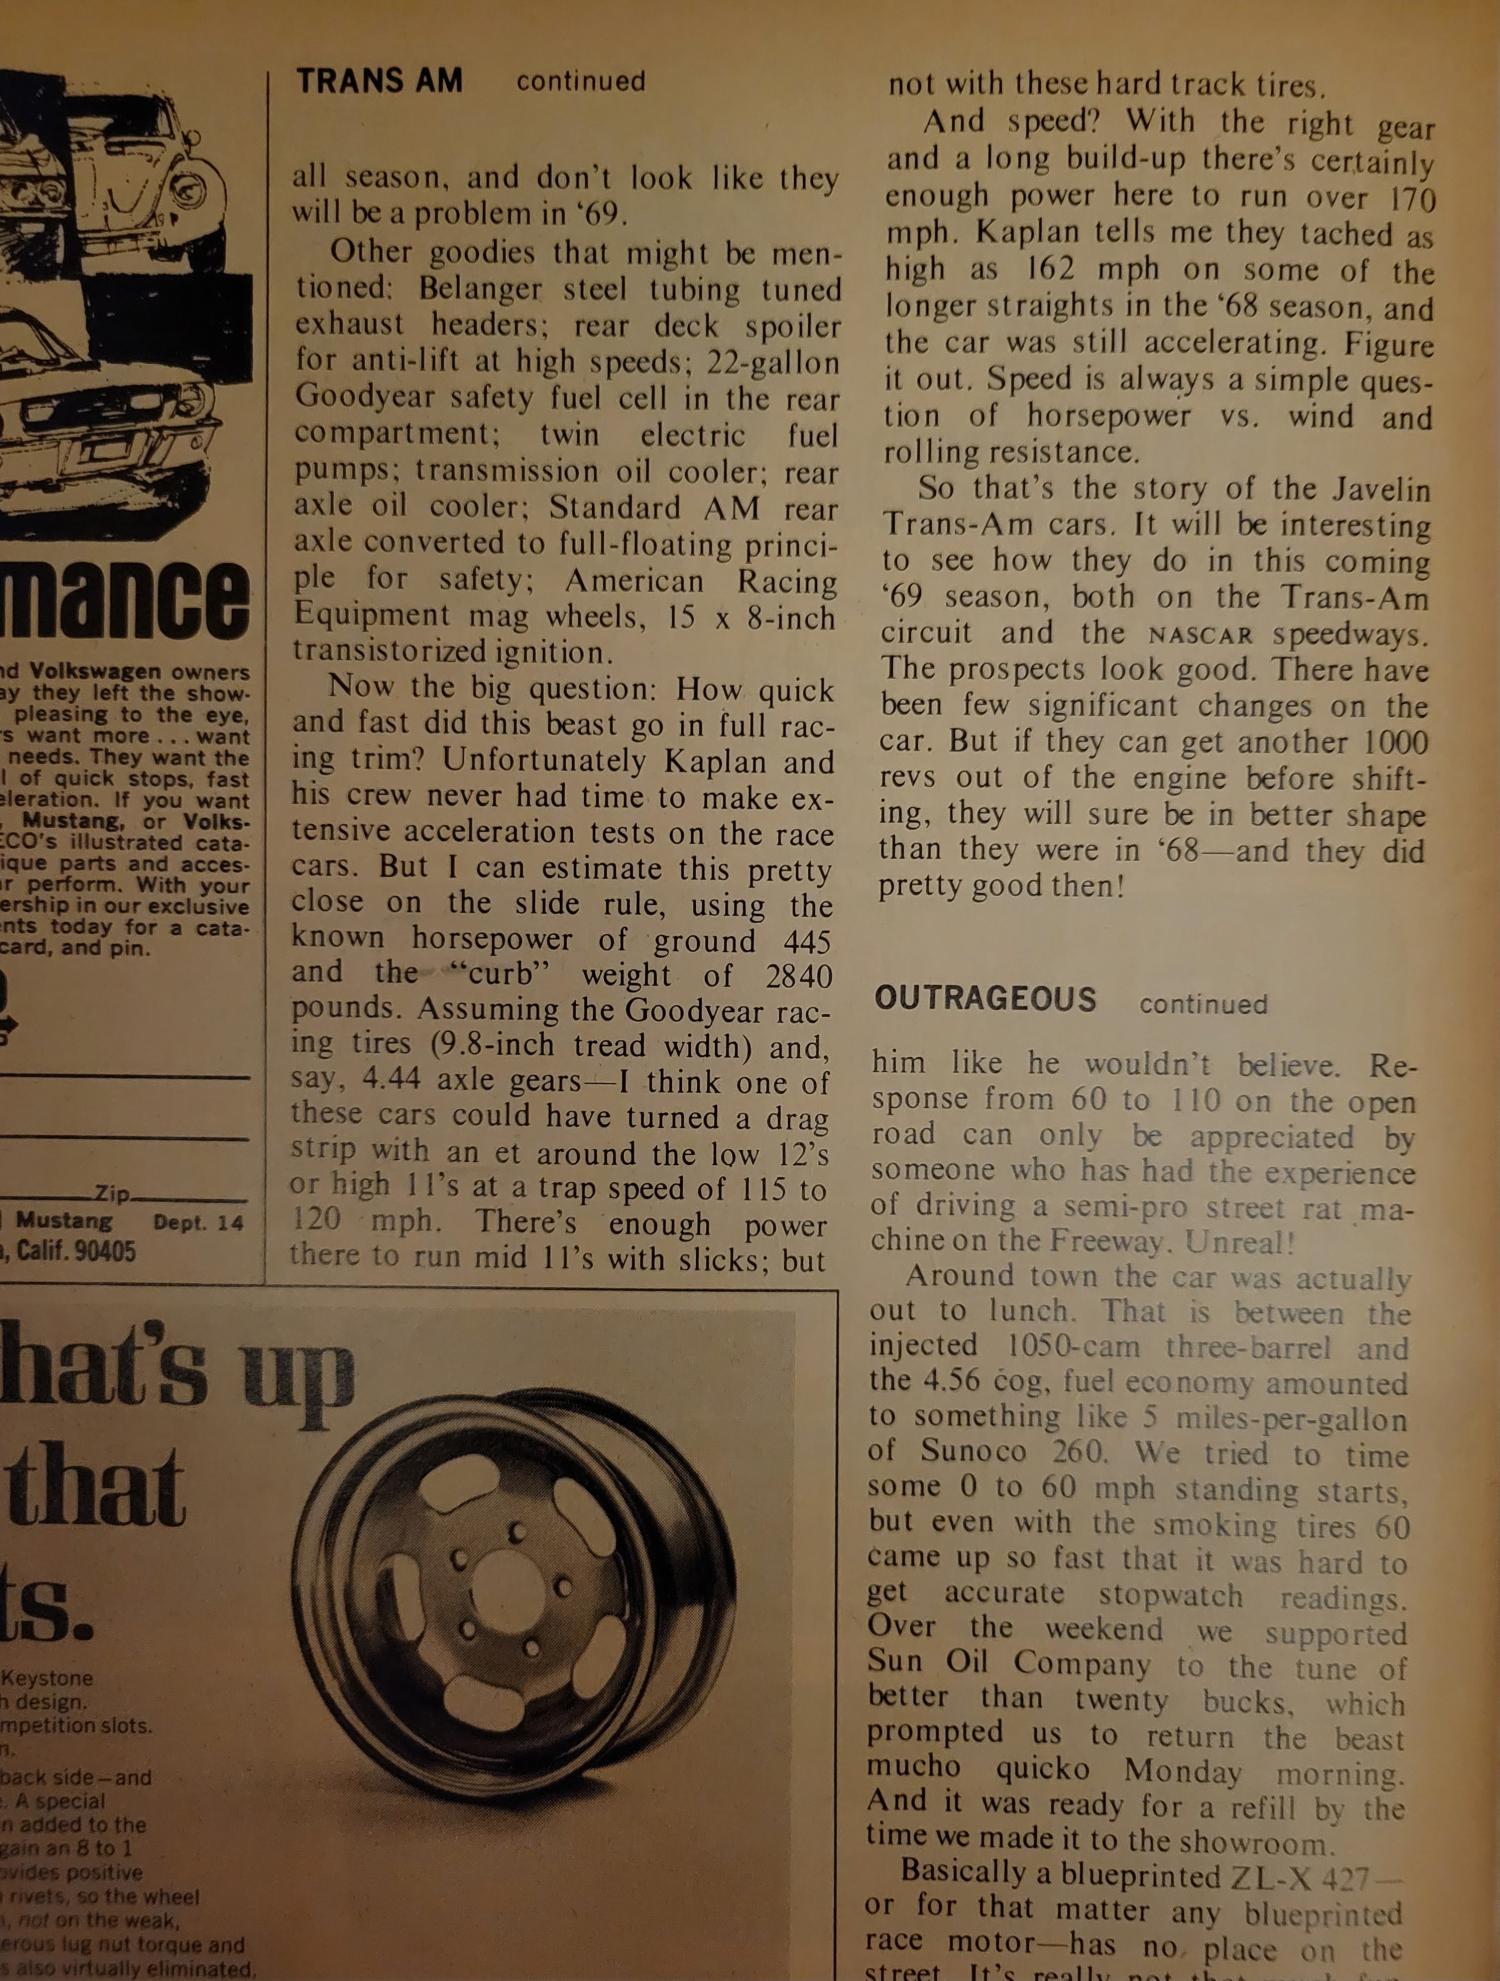 mance
nd Volkswagen owners
ay they left the show-
pleasing to the eye,
s want more . . . want
needs. They want the
l of quick stops, fast
eleration. If you want
, Mustang, or Volks-
ECO's illustrated cata-
ique parts and acces-
r perform. With your
ership in our exclusive
nts today for a cata-
card, and pin.
Zip
Mustang Dept. 14
, Calif. 90405
TRANS AM continued
all season, and don't look like they
will be a problem in '69.
Other goodies that might be men-
tioned: Belanger steel tubing tuned
exhaust headers; rear deck spoiler
for anti-lift at high speeds; 22-gallon
Goodyear safety fuel cell in the rear
compartment; twin electric fuel
pumps; transmission oil cooler; rear
axle oil cooler; Standard AM rear
axle converted to full-floating princi-
ple for safety; American Racing
Equipment mag wheels, 15 x 8-inch
transistorized ignition.
Now the big question: How quick
and fast did this beast go in full rac-
ing trim? Unfortunately Kaplan and
his crew never had time to make ex-
tensive acceleration tests on the race
cars. But I can estimate this pretty
close on the slide rule, using the
known horsepower of ground 445
and the "curb" weight of 2840
pounds. Assuming the Goodyear rac-
ing tires (9.8-inch tread width) and,
say, 4.44 axle gears—I think one of
these cars could have turned a drag
strip with an et around the low 12's
or high 11's at a trap speed of 115 to
120 mph. There's enough power
there to run mid 11's with slicks; but
not with these hard track tires.
And speed? With the right gear
and a long build-up there's certainly
enough power here to run over 170
mph. Kaplan tells me they tached as
high as 162 mph on some of the
longer straights in the '68 season, and
the car was still accelerating. Figure
it out. Speed is always a simple ques-
tion of horsepower vs. wind and
rolling resistance.
So that's the story of the Javelin
Trans-Am cars. It will be interesting
to see how they do in this coming
'69 season, both on the Trans-Am
circuit and the NASCAR speedways.
The prospects look good. There have
been few significant changes on the
car. But if they can get another 1000
revs out of the engine before shift-
ing, they will sure be in better shape
than they were in '68—and they did
pretty good then!
OUTRAGEOUS continued
him like he wouldn't believe. Re-
sponse from 60 to 110 on the open
road can only be appreciated by
someone who has had the experience
of driving a semi-pro street rat ma-
chine on the Freeway. Unreal!
Around town the car was actually
out to lunch. That is between the
injected 1050-cam three-barrel and
the 4.56 cog, fuel economy amounted
to something like 5 miles-per-gallon
of Sunoco 260. We tried to time
some 0 to 60 mph standing starts,
but even with the smoking tires 60
came up so fast that it was hard to
get accurate stopwatch readings.
Over the weekend we supported
Sun Oil Company to the tune of
better than twenty bucks, which
prompted us to return the beast
mucho quicko Monday morning.
And it was ready for a refill by the
time we made it to the showroom.
Basically a blueprinted ZL-X 427—
or for that matter any blueprinted
race motor—has no place on the
street. It's really not that
hat's up
that
ts.
Keystone
h design.
mpetition slots.
n.
back side—and
. A special
n added to the
gain an 8 to 1
ovides positive
rivets, so the wheel
, not on the weak,
erous lug nut torque and
s also virtually eliminated.